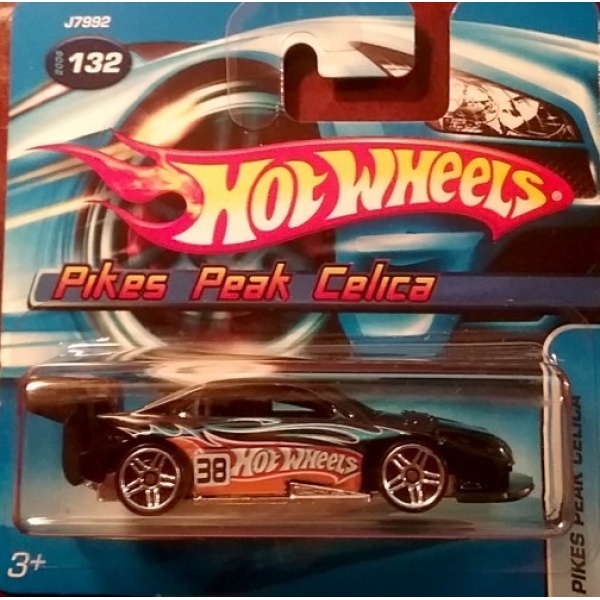 J7992
2006
132
HOT WHEELS®
Pikes Peak Celica
38 HOT WHEELS
3+
PIKES PEAK CELICA